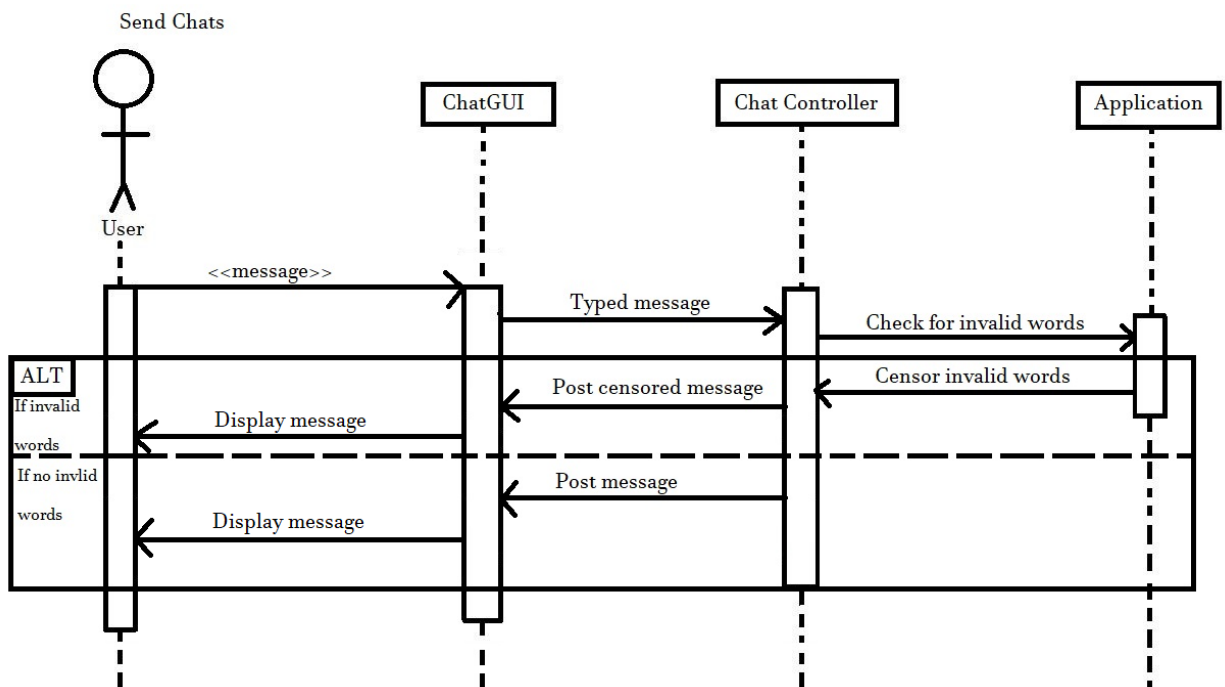 Send Chats
ChatGUI
Chat Controller
Application
User
<<message>>
Typed message
Check for invalid words
ALT
Censor invalid words
Post censored message
If invalid
words
Display message
If no invlid
words
Post message
Display message